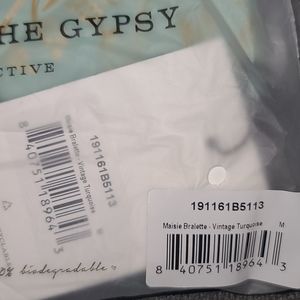 HE GYPSY
CTIVE
191161B5113
Maisie Bralette - Vintage Turquoise
8 40751 18964 3
191161B5113
Maisie Bralette - Vintage Turquoise M
8 40751 18964 3
biodegradable